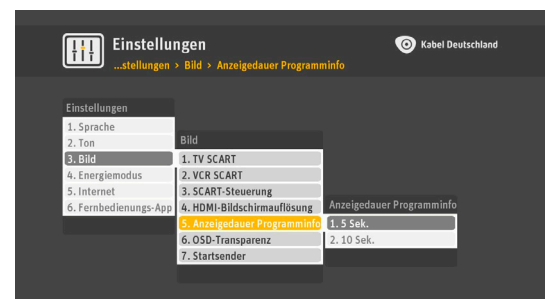 Einstellungen
Kabel Deutschland
...stellungen > Bild > Anzeigedauer Programminfo
Einstellungen
1. Sprache
2. Ton
3. Bild
4. Energiemodus
5. Internet
6. Fernbedienungs-App
Bild
1. TV SCART
2. VCR SCART
3. SCART-Steuerung
4. HDMI-Bildschirmauflösung
5. Anzeigedauer Programminfo
6. OSD-Transparenz
7. Startsender
Anzeigedauer Programminfo
1. 5 Sek.
2. 10 Sek.